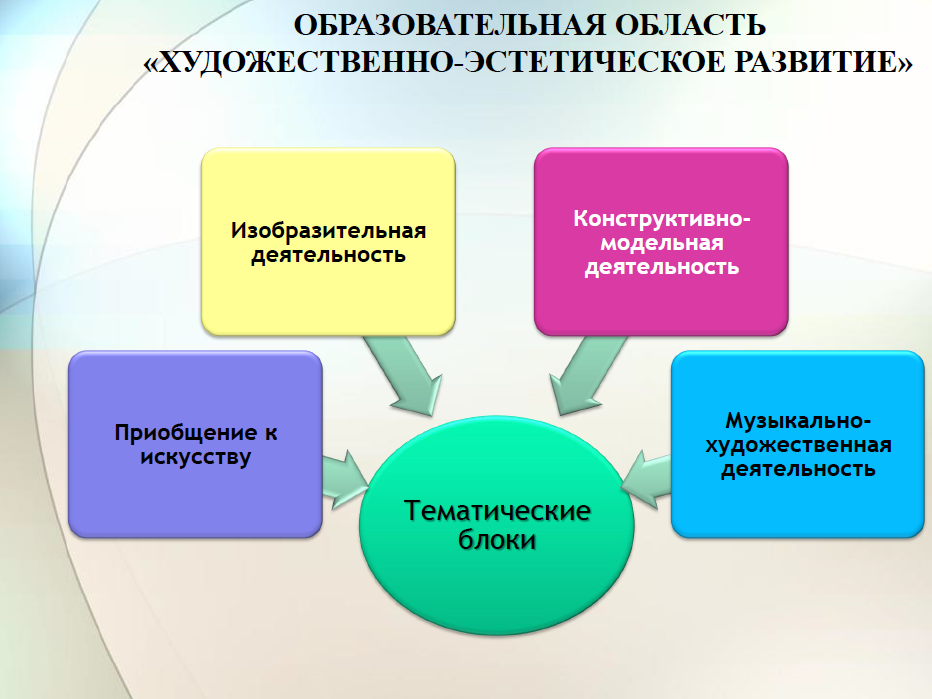 ОБРАЗОВАТЕЛЬНАЯ ОБЛАСТЬ
«ХУДОЖЕСТВЕННО-ЭСТЕТИЧЕСКОЕ РАЗВИТИЕ»
Изобразительная
деятельность
Конструктивно-
модельная
деятельность
Приобщение к
искусству
Музыкально-
художественная
деятельность
Тематические
блоки